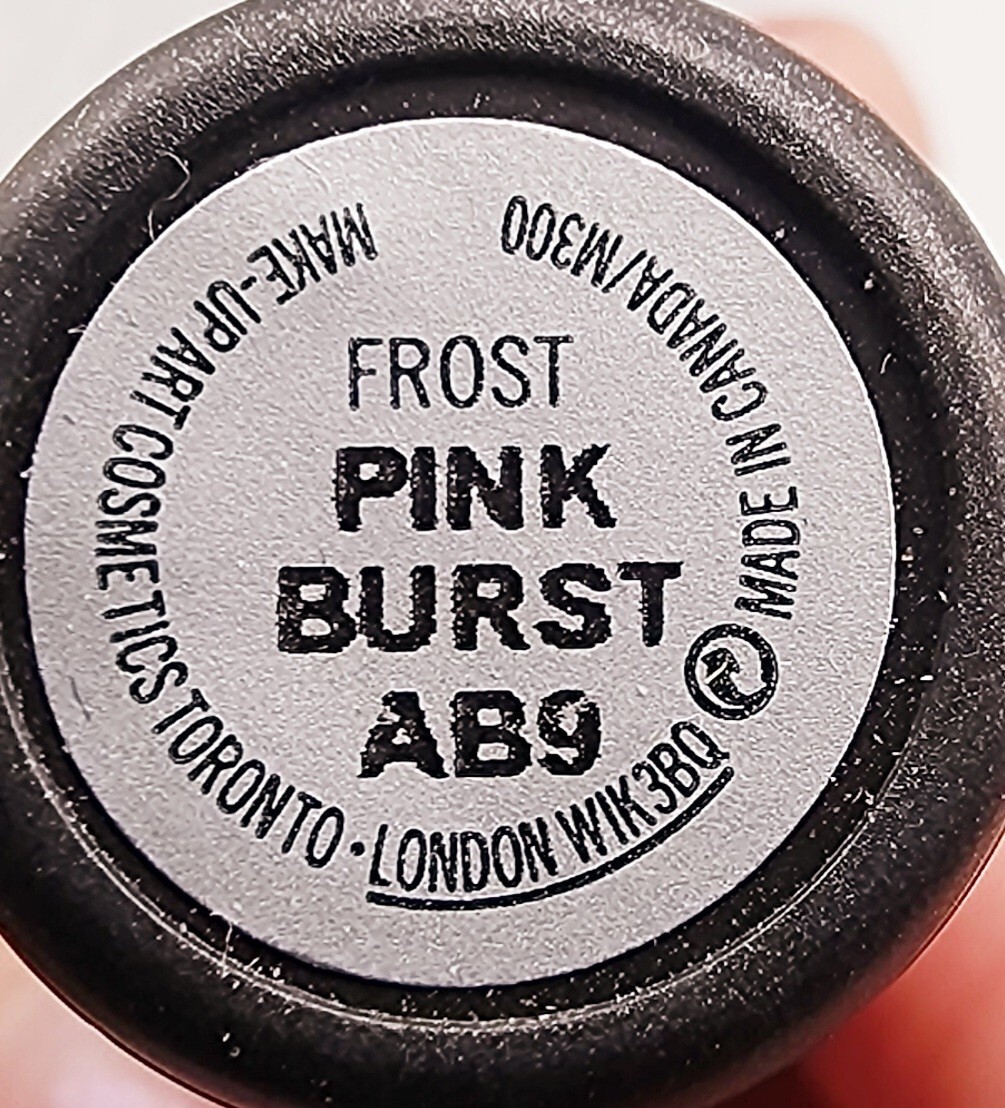 FROST
PINK
BURST
AB9
MAKE-UP ART COSMETICS TORONTO · LONDON W1K3BQ MADE IN CANADA/M300